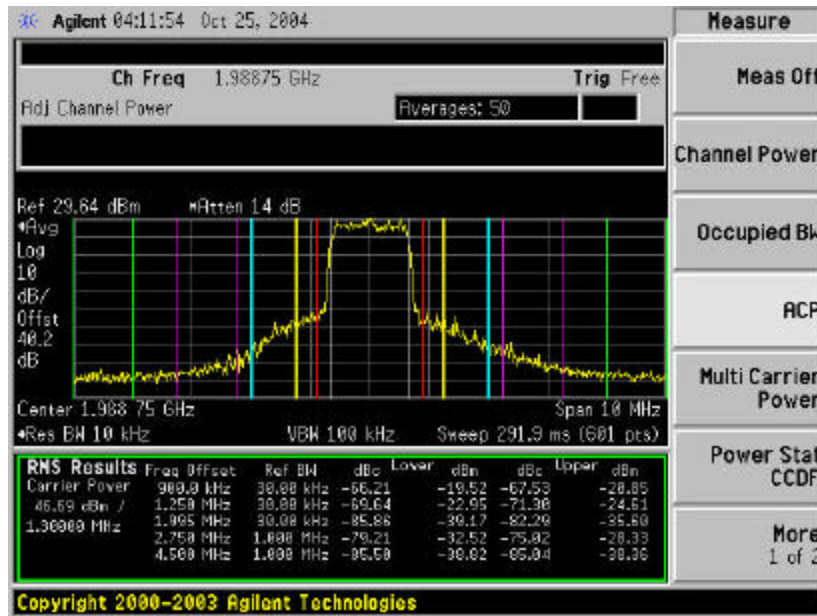 Agilent 04:11:54 Oct 25, 2004
Measure
Ch Freq 1.98875 GHz Trig Free
Adj Channel Power Averages: 50
Meas Off
Channel Power
Occupied BW
ACP
Multi Carrier
Power
Power Stat
CCDF
More
1 of 2
Ref 29.64 dBm *Atten 14 dB
Avg
Log
10
dB/
Offst
40.2
dB
Center 1.988 75 GHz Span 10 MHz
Res BW 10 kHz VBW 100 kHz Sweep 291.9 ms (601 pts)
RMS Results Freq Offset Ref BW dBc Lower dBm dBc Upper dBm
Carrier Power 900.0 kHz 30.00 kHz -66.21 -19.52 -67.53 -20.85
46.69 dBm / 1.250 MHz 30.00 kHz -69.64 -22.95 -71.30 -24.61
1.30000 MHz 1.995 MHz 30.00 kHz -85.86 -39.17 -82.29 -35.60
2.750 MHz 1.000 MHz -79.21 -32.52 -75.02 -28.33
4.500 MHz 1.000 MHz -85.50 -38.82 -85.04 -38.36
Copyright 2000-2003 Agilent Technologies